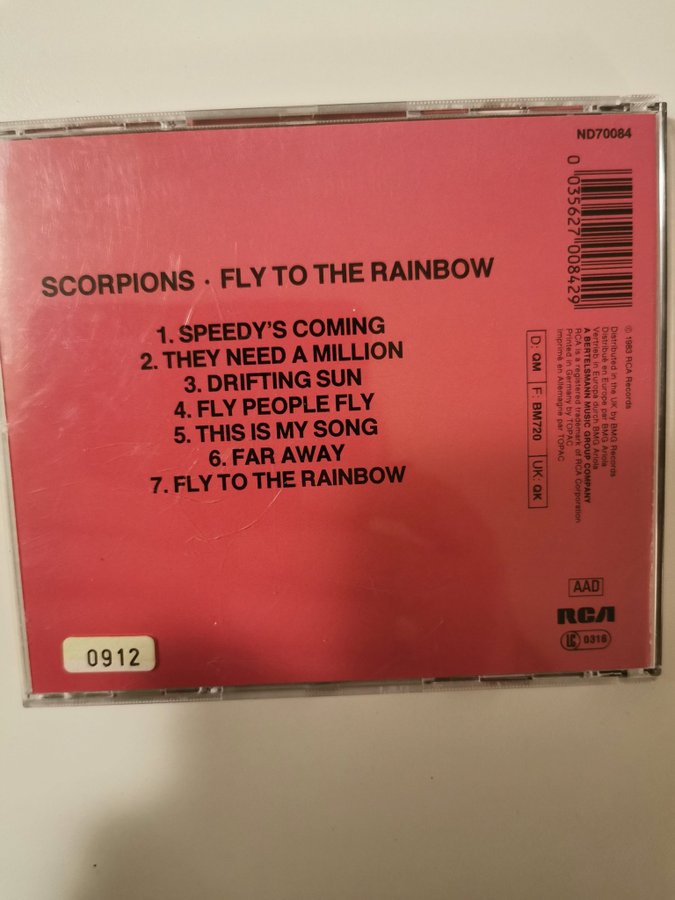 ND70084
0 035627 008429
SCORPIONS · FLY TO THE RAINBOW
1. SPEEDY'S COMING
2. THEY NEED A MILLION
3. DRIFTING SUN
4. FLY PEOPLE FLY
5. THIS IS MY SONG
6. FAR AWAY
7. FLY TO THE RAINBOW
D: QM F: BM720 UK: QK
℗ 1983 RCA Records
Distributed in the UK by BMG Records
Distribué en Europe par BMG Ariola
Vertrieb in Europa durch BMG Ariola
A BERTELSMANN MUSIC GROUP COMPANY
RCA is a registered trademark of RCA Corporation
Printed in Germany by TOPAC
Imprimé en Allemagne par TOPAC
AAD
RCA
LC 0316
0912